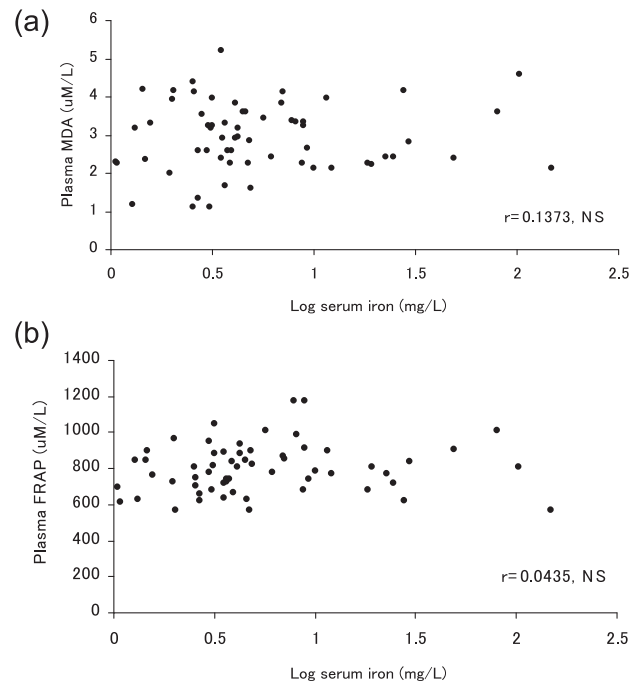 (a)
Plasma MDA (uM/L)
6
5
4
3
2
1
0
0 0.5 1 1.5 2 2.5
r=0.1373, NS
Log serum iron (mg/L)
(b)
Plasma FRAP (uM/L)
1400
1200
1000
800
600
400
200
0
0 0.5 1 1.5 2 2.5
r=0.0435, NS
Log serum iron (mg/L)